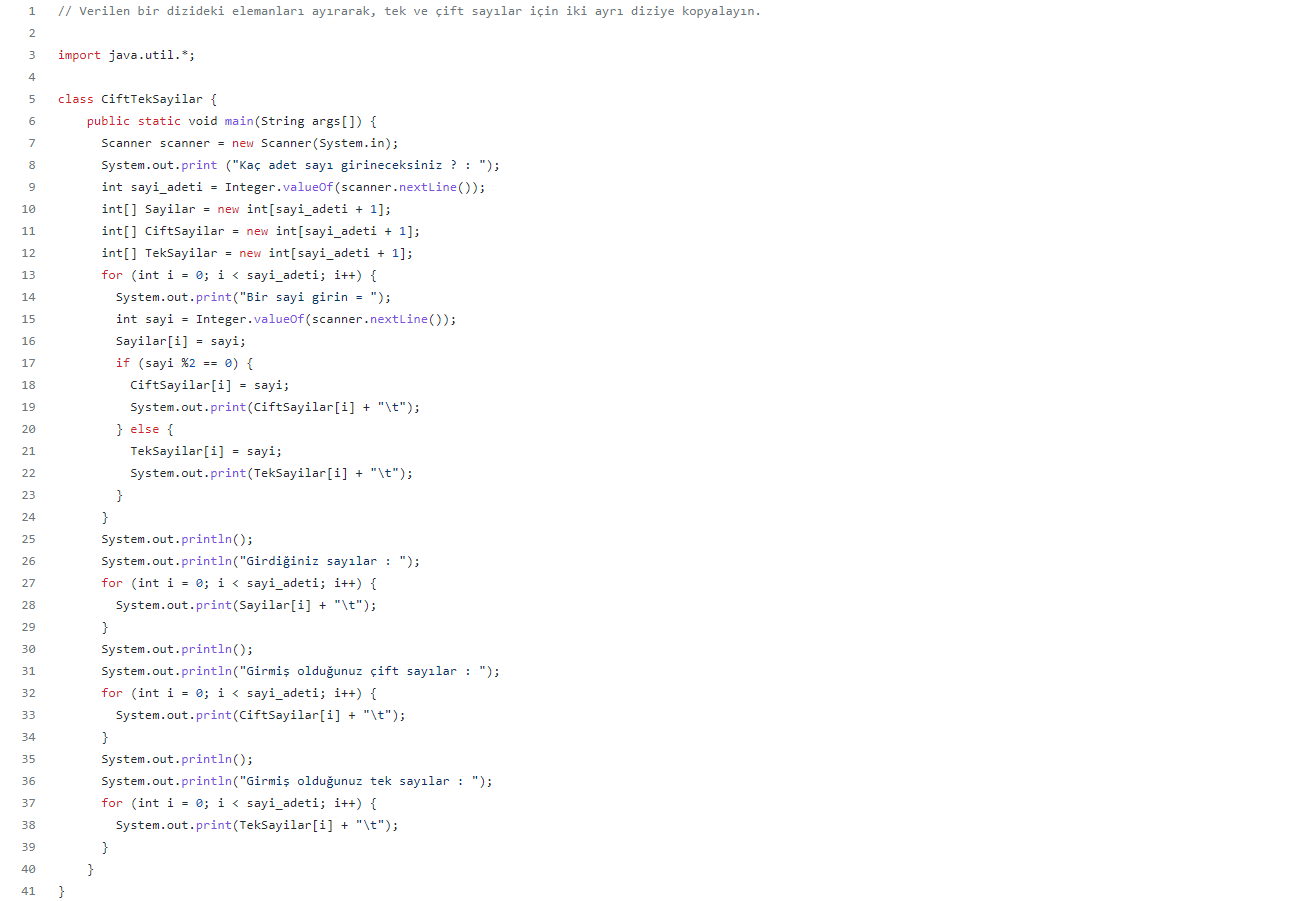 1 // Verilen bir dizideki elemanları ayırarak, tek ve çift sayılar için iki ayrı diziye kopyalayın.
2
3 import java.util.*;
4
5 class CiftTekSayilar {
6     public static void main(String args[]) {
7       Scanner scanner = new Scanner(System.in);
8       System.out.print ("Kaç adet sayı girineceksiniz ? : ");
9       int sayi_adeti = Integer.valueOf(scanner.nextLine());
10       int[] Sayilar = new int[sayi_adeti + 1];
11       int[] CiftSayilar = new int[sayi_adeti + 1];
12       int[] TekSayilar = new int[sayi_adeti + 1];
13       for (int i = 0; i < sayi_adeti; i++) {
14         System.out.print("Bir sayi girin = ");
15         int sayi = Integer.valueOf(scanner.nextLine());
16         Sayilar[i] = sayi;
17         if (sayi %2 == 0) {
18           CiftSayilar[i] = sayi;
19           System.out.print(CiftSayilar[i] + "\t");
20         } else {
21           TekSayilar[i] = sayi;
22           System.out.print(TekSayilar[i] + "\t");
23         }
24       }
25       System.out.println();
26       System.out.println("Girdiğiniz sayılar : ");
27       for (int i = 0; i < sayi_adeti; i++) {
28         System.out.print(Sayilar[i] + "\t");
29       }
30       System.out.println();
31       System.out.println("Girmiş olduğunuz çift sayılar : ");
32       for (int i = 0; i < sayi_adeti; i++) {
33         System.out.print(CiftSayilar[i] + "\t");
34       }
35       System.out.println();
36       System.out.println("Girmiş olduğunuz tek sayılar : ");
37       for (int i = 0; i < sayi_adeti; i++) {
38         System.out.print(TekSayilar[i] + "\t");
39       }
40     }
41 }